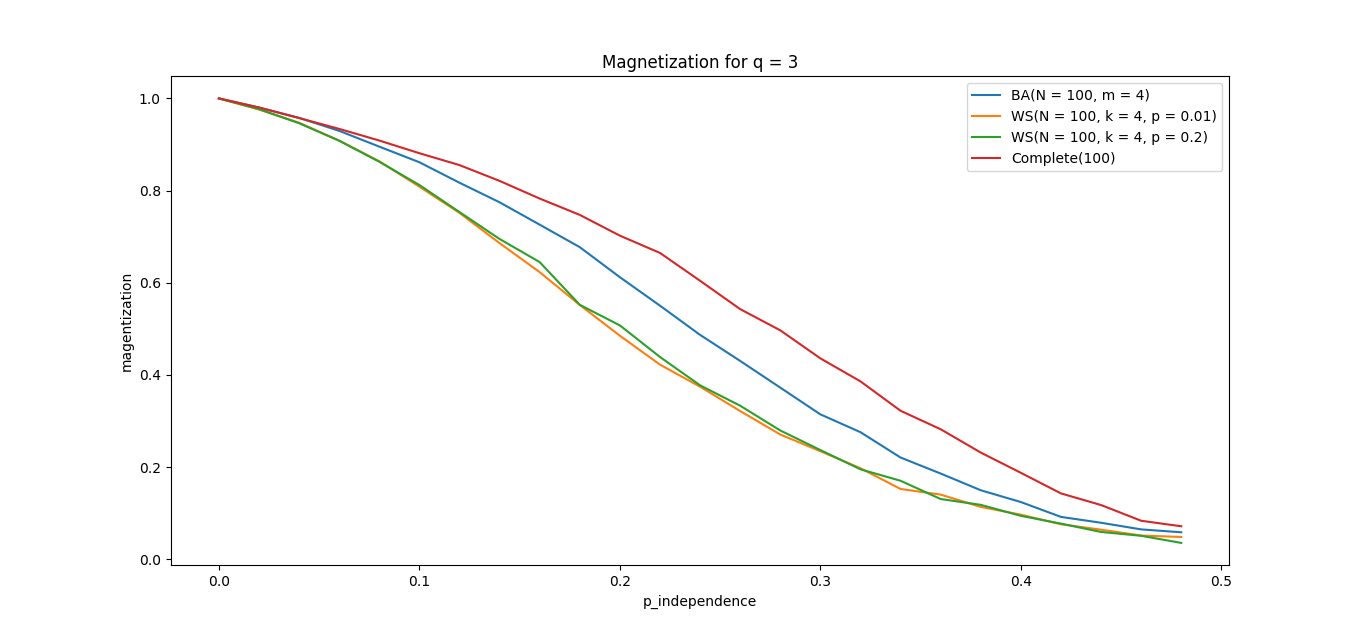 Magnetization for q = 3
BA(N = 100, m = 4)
WS(N = 100, k = 4, p = 0.01)
WS(N = 100, k = 4, p = 0.2)
Complete(100)
magentization
1.0
0.8
0.6
0.4
0.2
0.0
0.0 0.1 0.2 0.3 0.4 0.5
p_independence